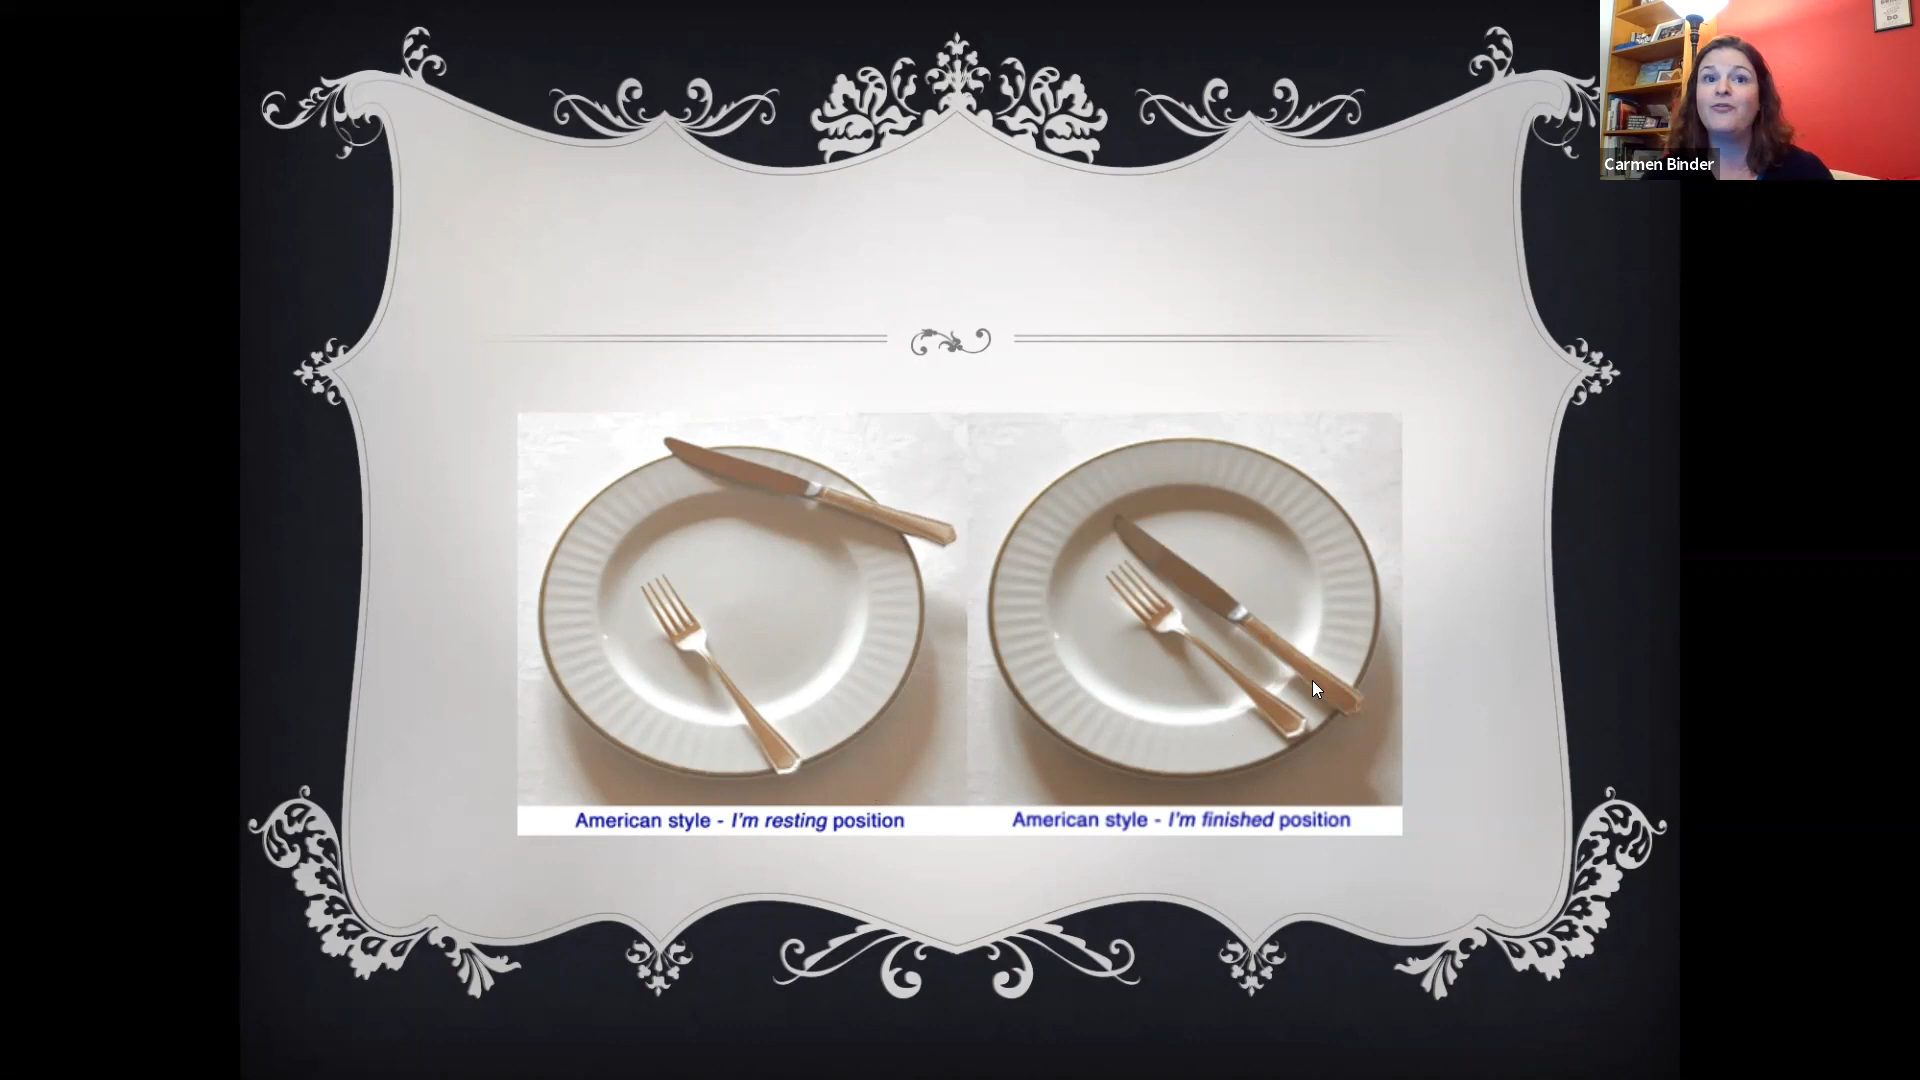 Carmen Binder
American style - I'm resting position
American style - I'm finished position